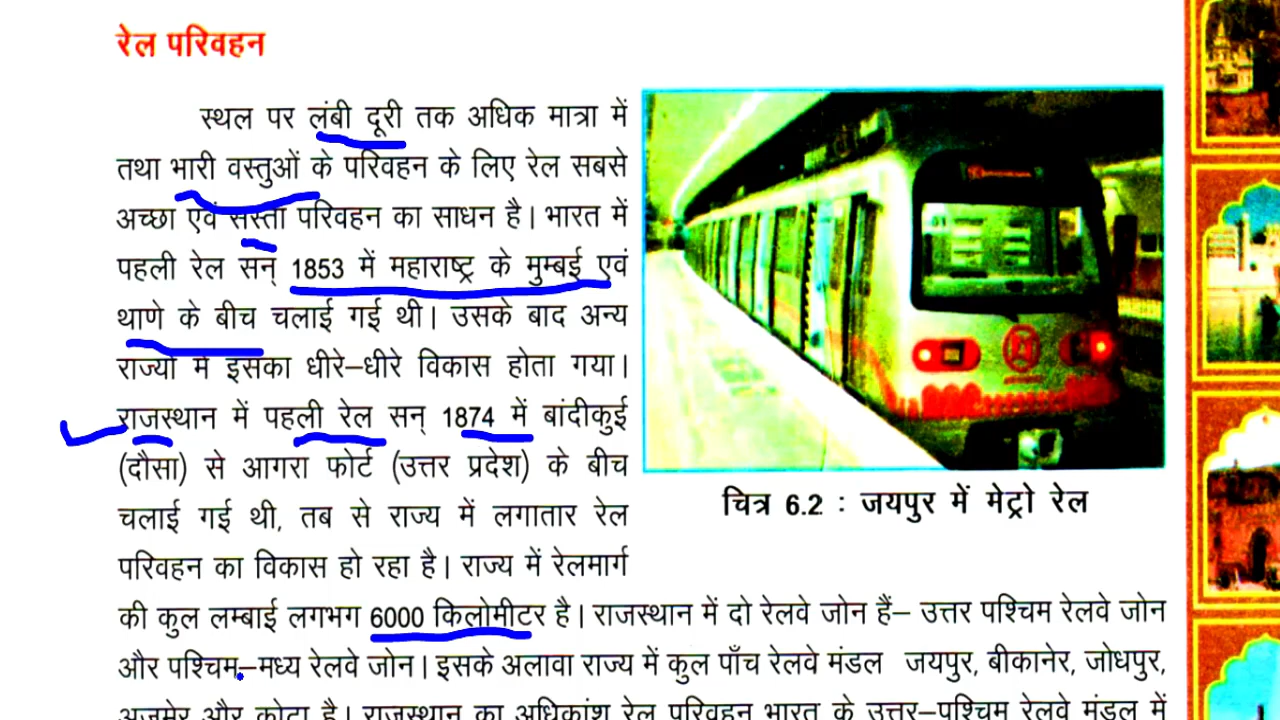 रेल परिवहन
स्थल पर लंबी दूरी तक अधिक मात्रा में
तथा भारी वस्तुओं के परिवहन के लिए रेल सबसे
अच्छा एवं सस्ता परिवहन का साधन है। भारत में
पहली रेल सन् 1853 में महाराष्ट्र के मुम्बई एवं
थाणे के बीच चलाई गई थी। उसके बाद अन्य
राज्यों में इसका धीरे–धीरे विकास होता गया।
राजस्थान में पहली रेल सन् 1874 में बांदीकुई
(दौसा) से आगरा फोर्ट (उत्तर प्रदेश) के बीच
चलाई गई थी, तब से राज्य में लगातार रेल
परिवहन का विकास हो रहा है। राज्य में रेलमार्ग
चित्र 6.2 : जयपुर में मेट्रो रेल
की कुल लम्बाई लगभग 6000 किलोमीटर है। राजस्थान में दो रेलवे जोन हैं– उत्तर पश्चिम रेलवे जोन
और पश्चिम–मध्य रेलवे जोन। इसके अलावा राज्य में कुल पाँच रेलवे मंडल जयपुर, बीकानेर, जोधपुर,
अजमेर और कोटा है। राजस्थान का अधिकांश रेल परिवहन भारत के उत्तर–पश्चिम रेलवे मंडल में